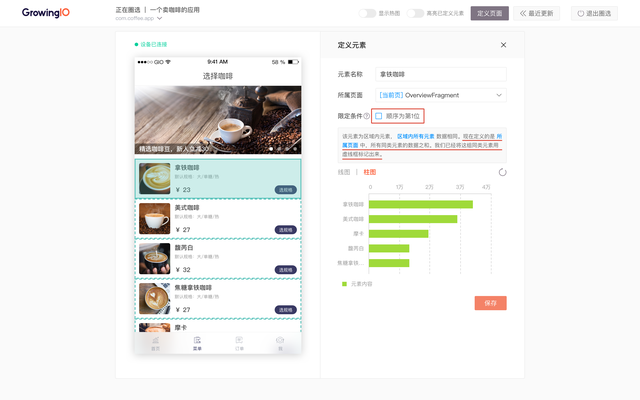 GrowingIO
正在圈选 | 一个卖咖啡的应用
com.coffee.app
显示热图
高亮已定义元素
定义页面
最近更新
退出圈选
设备已连接
GIO
9:41 AM
58 %
选择咖啡
精选咖啡豆，新人立减30
拿铁咖啡
默认规格：大/单糖/热
¥ 23
选规格
美式咖啡
默认规格：大/单糖/热
¥ 27
选规格
馥芮白
默认规格：大/单糖/热
¥ 32
选规格
焦糖拿铁咖啡
默认规格：大/单糖/热
¥ 27
选规格
摩卡
首页
菜单
订单
定义元素
元素名称
拿铁咖啡
所属页面
[当前页] OverviewFragment
限定条件
顺序为第1位
该元素为区域内元素， 区域内所有元素 数据相同。现在定义的是 所
属页面 中、所有同类元素的数据之和。我们已经将这组同类元素用
虚线框标记出来。
线图 | 柱图
0 1万 2万 3万 4万
拿铁咖啡
美式咖啡
摩卡
馥芮白
焦糖拿铁…
元素内容
保存